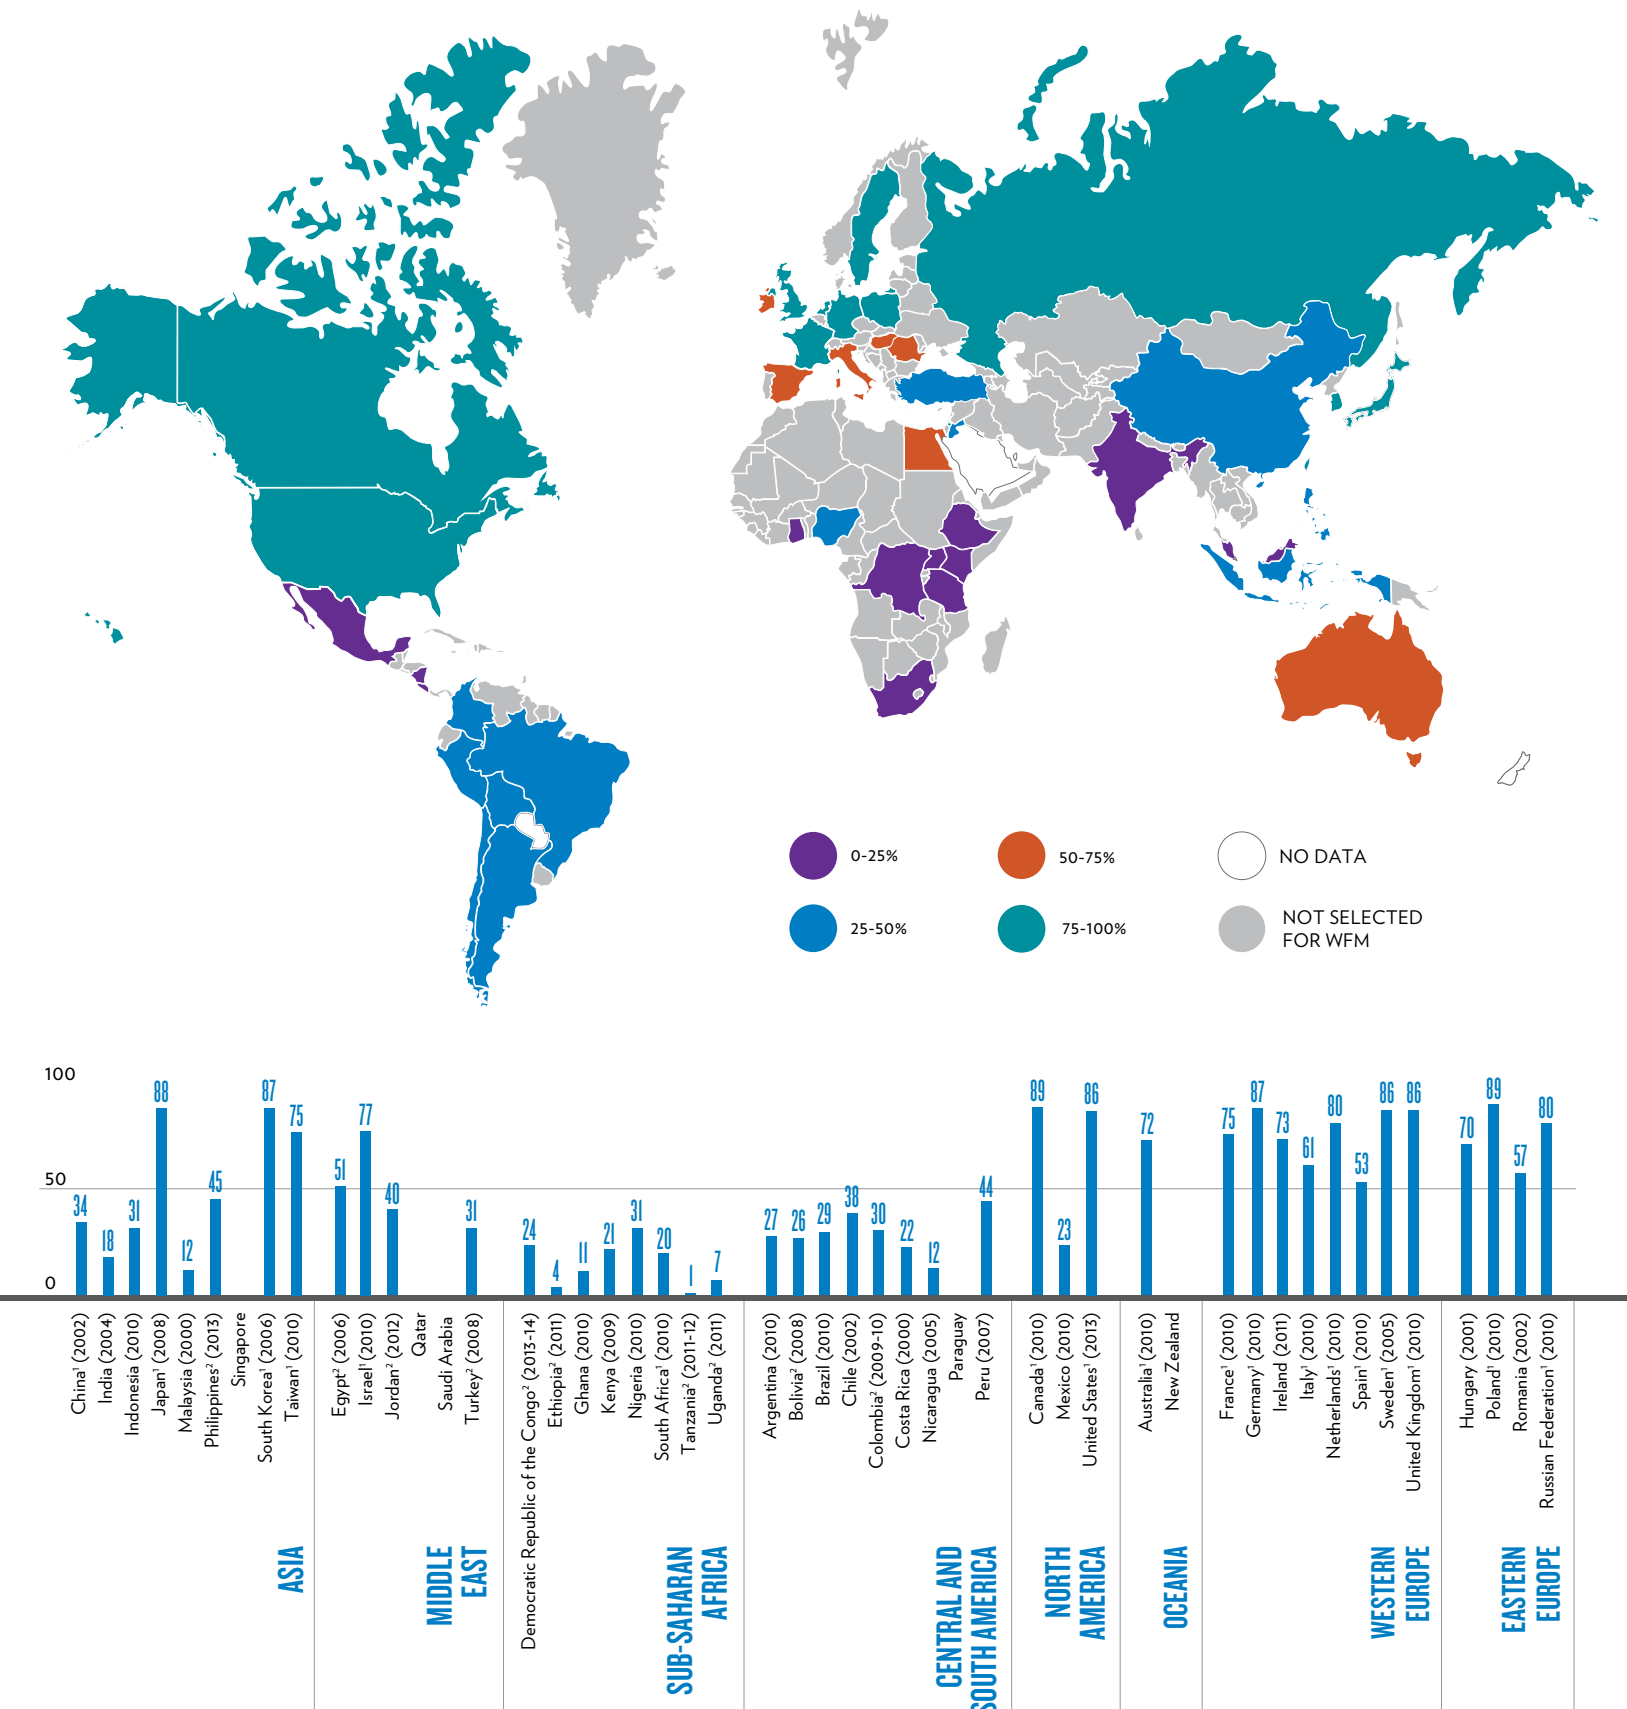 0-25%
50-75%
NO DATA
25-50%
75-100%
NOT SELECTED
FOR WFM
100
50
0
34
18
31
88
12
45
87
75
51
77
40
31
24
4
11
21
31
20
1
7
27
26
29
38
30
22
12
44
89
23
86
72
75
87
73
61
80
53
86
86
70
89
57
80
China¹ (2002)
India (2004)
Indonesia (2010)
Japan¹ (2008)
Malaysia (2000)
Philippines² (2013)
Singapore
South Korea¹ (2006)
Taiwan¹ (2010)
Egypt² (2006)
Israel¹ (2010)
Jordan² (2012)
Qatar
Saudi Arabia
Turkey² (2008)
Democratic Republic of the Congo² (2013-14)
Ethiopia² (2011)
Ghana (2010)
Kenya (2009)
Nigeria (2010)
South Africa¹ (2010)
Tanzania² (2011-12)
Uganda² (2011)
Argentina (2010)
Bolivia² (2008)
Brazil (2010)
Chile (2002)
Colombia² (2009-10)
Costa Rica (2000)
Nicaragua (2005)
Paraguay
Peru (2007)
Canada¹ (2010)
Mexico (2010)
United States¹ (2013)
Australia¹ (2010)
New Zealand
France¹ (2010)
Germany¹ (2010)
Ireland (2011)
Italy¹ (2010)
Netherlands¹ (2010)
Spain¹ (2010)
Sweden¹ (2005)
United Kingdom¹ (2010)
Hungary (2001)
Poland¹ (2010)
Romania (2002)
Russian Federation¹ (2010)
ASIA
MIDDLE
EAST
SUB-SAHARAN
AFRICA
CENTRAL AND
SOUTH AMERICA
NORTH
AMERICA
OCEANIA
WESTERN
EUROPE
EASTERN
EUROPE